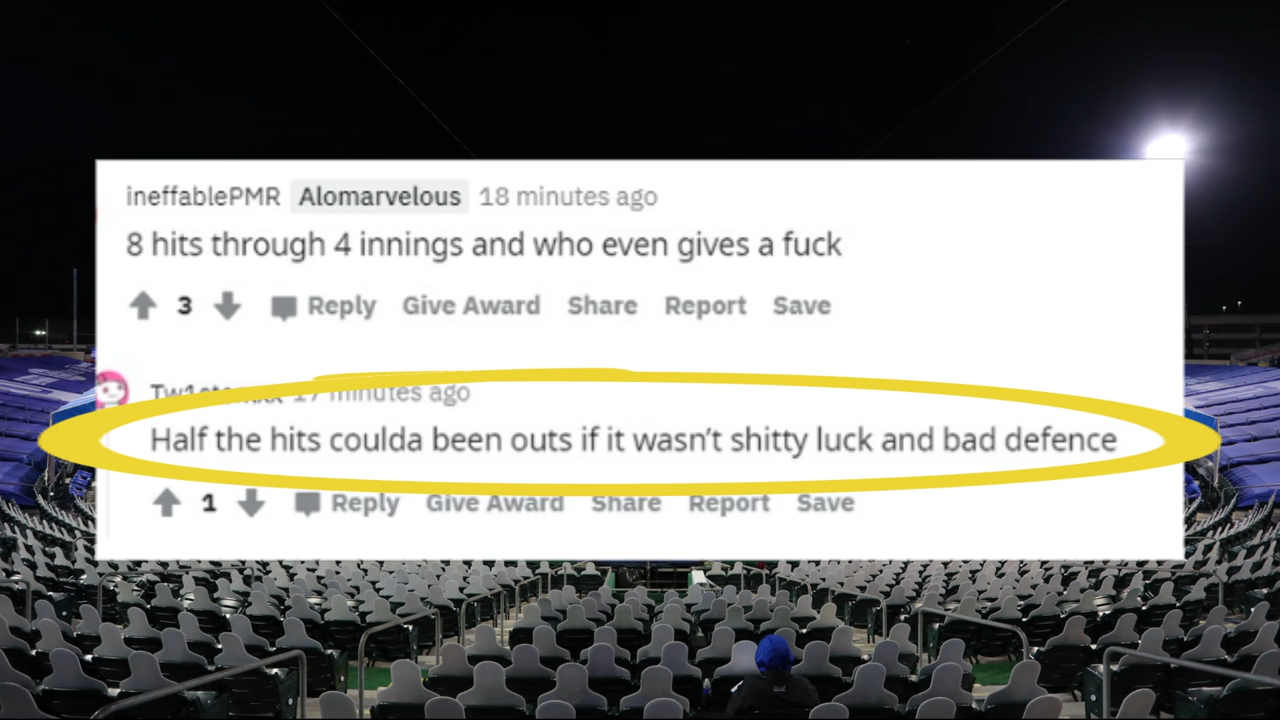 ineffablePMR Alomarvelous 18 minutes ago
8 hits through 4 innings and who even gives a fuck
3 Reply Give Award Share Report Save
minutes ago
Half the hits coulda been outs if it wasn't shitty luck and bad defence
1 Reply Give Award Share Report Save